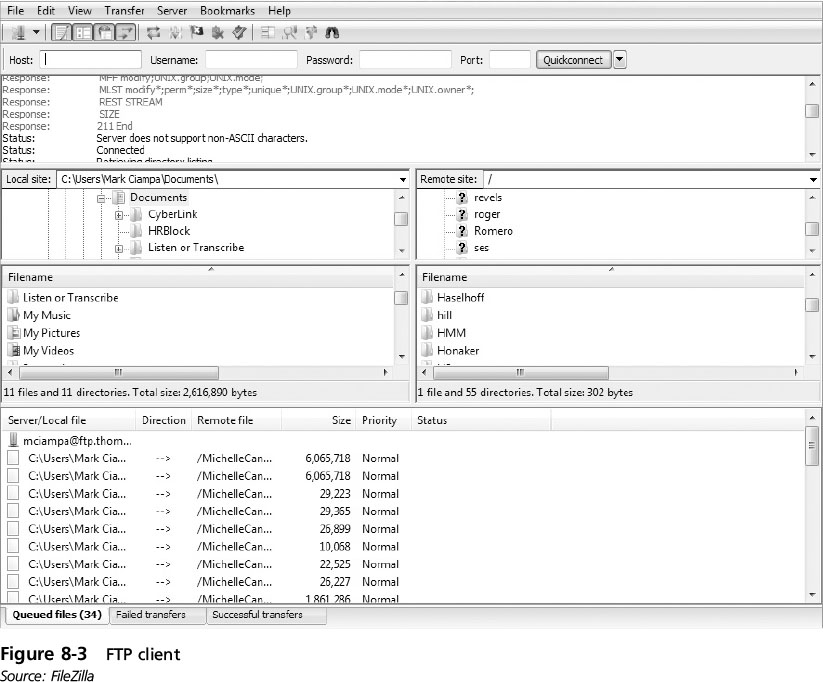 File Edit View Transfer Server Bookmarks Help
Host: Username: Password: Port: Quickconnect
Response: MFF modify;UNIX.group;UNIX.mode;
Response: MLST modify*;perm*;size*;type*;unique*;UNIX.group*;UNIX.mode*;UNIX.owner*;
Response: REST STREAM
Response: SIZE
Response: 211 End
Status: Server does not support non-ASCII characters.
Status: Connected
Status: Retrieving directory listing
Local site: C:\Users\Mark Ciampa\Documents\
Documents
CyberLink
HRBlock
Listen or Transcribe
Remote site: /
revels
roger
Romero
ses
Filename
Listen or Transcribe
My Music
My Pictures
My Videos
11 files and 11 directories. Total size: 2,616,890 bytes
Filename
Haselhoff
hill
HMM
Honaker
1 file and 55 directories. Total size: 302 bytes
Server/Local file Direction Remote file Size Priority Status
mciampa@ftp.thom...
C:\Users\Mark Cia... --> /MichelleCan... 6,065,718 Normal
C:\Users\Mark Cia... --> /MichelleCan... 6,065,718 Normal
C:\Users\Mark Cia... --> /MichelleCan... 29,223 Normal
C:\Users\Mark Cia... --> /MichelleCan... 29,365 Normal
C:\Users\Mark Cia... --> /MichelleCan... 26,899 Normal
C:\Users\Mark Cia... --> /MichelleCan... 10,068 Normal
C:\Users\Mark Cia... --> /MichelleCan... 22,525 Normal
C:\Users\Mark Cia... --> /MichelleCan... 26,227 Normal
C:\Users\Mark Cia... --> /MichelleCan... 1,861,286 Normal
Queued files (34) Failed transfers Successful transfers
Figure 8-3 FTP client
Source: FileZilla